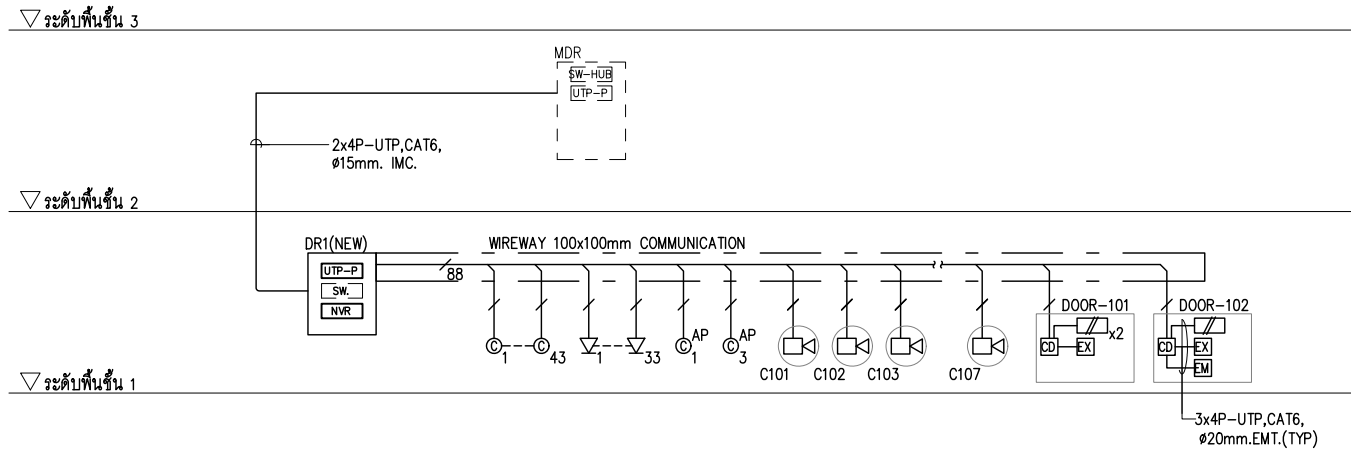 ระดับพื้นชั้น 3
MDR
SW-HUB
UTP-P
2x4P-UTP,CAT6,
ø15mm. IMC.
ระดับพื้นชั้น 2
DR1(NEW)
WIREWAY 100x100mm COMMUNICATION
UTP-P
SW.
NVR
88
DOOR-101
DOOR-102
x2
CD
EX
CD
EX
EM
C
1
C
43
1
33
C
AP
1
C
AP
3
C101
C102
C103
C107
ระดับพื้นชั้น 1
3x4P-UTP,CAT6,
ø20mm.EMT.(TYP)